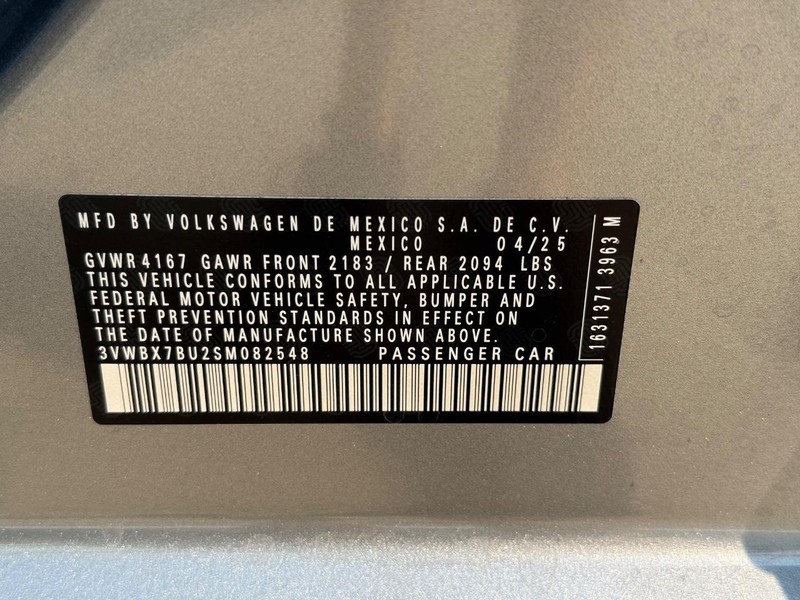 MFD BY VOLKSWAGEN DE MEXICO S.A. DE C.V.
MEXICO 04/25
GVWR 4167 GAWR FRONT 2183 / REAR 2094 LBS
THIS VEHICLE CONFORMS TO ALL APPLICABLE U.S.
FEDERAL MOTOR VEHICLE SAFETY, BUMPER AND
THEFT PREVENTION STANDARDS IN EFFECT ON
THE DATE OF MANUFACTURE SHOWN ABOVE.
3VWBX7BU2SM082548 PASSENGER CAR
1631371 3963 M